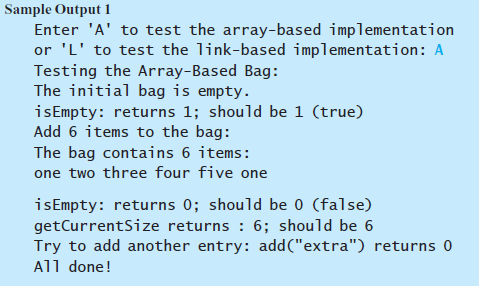 Sample Output 1
Enter 'A' to test the array-based implementation
or 'L' to test the link-based implementation: A
Testing the Array-Based Bag:
The initial bag is empty.
isEmpty: returns 1; should be 1 (true)
Add 6 items to the bag:
The bag contains 6 items:
one two three four five one
isEmpty: returns 0; should be 0 (false)
getCurrentSize returns : 6; should be 6
Try to add another entry: add("extra") returns 0
All done!